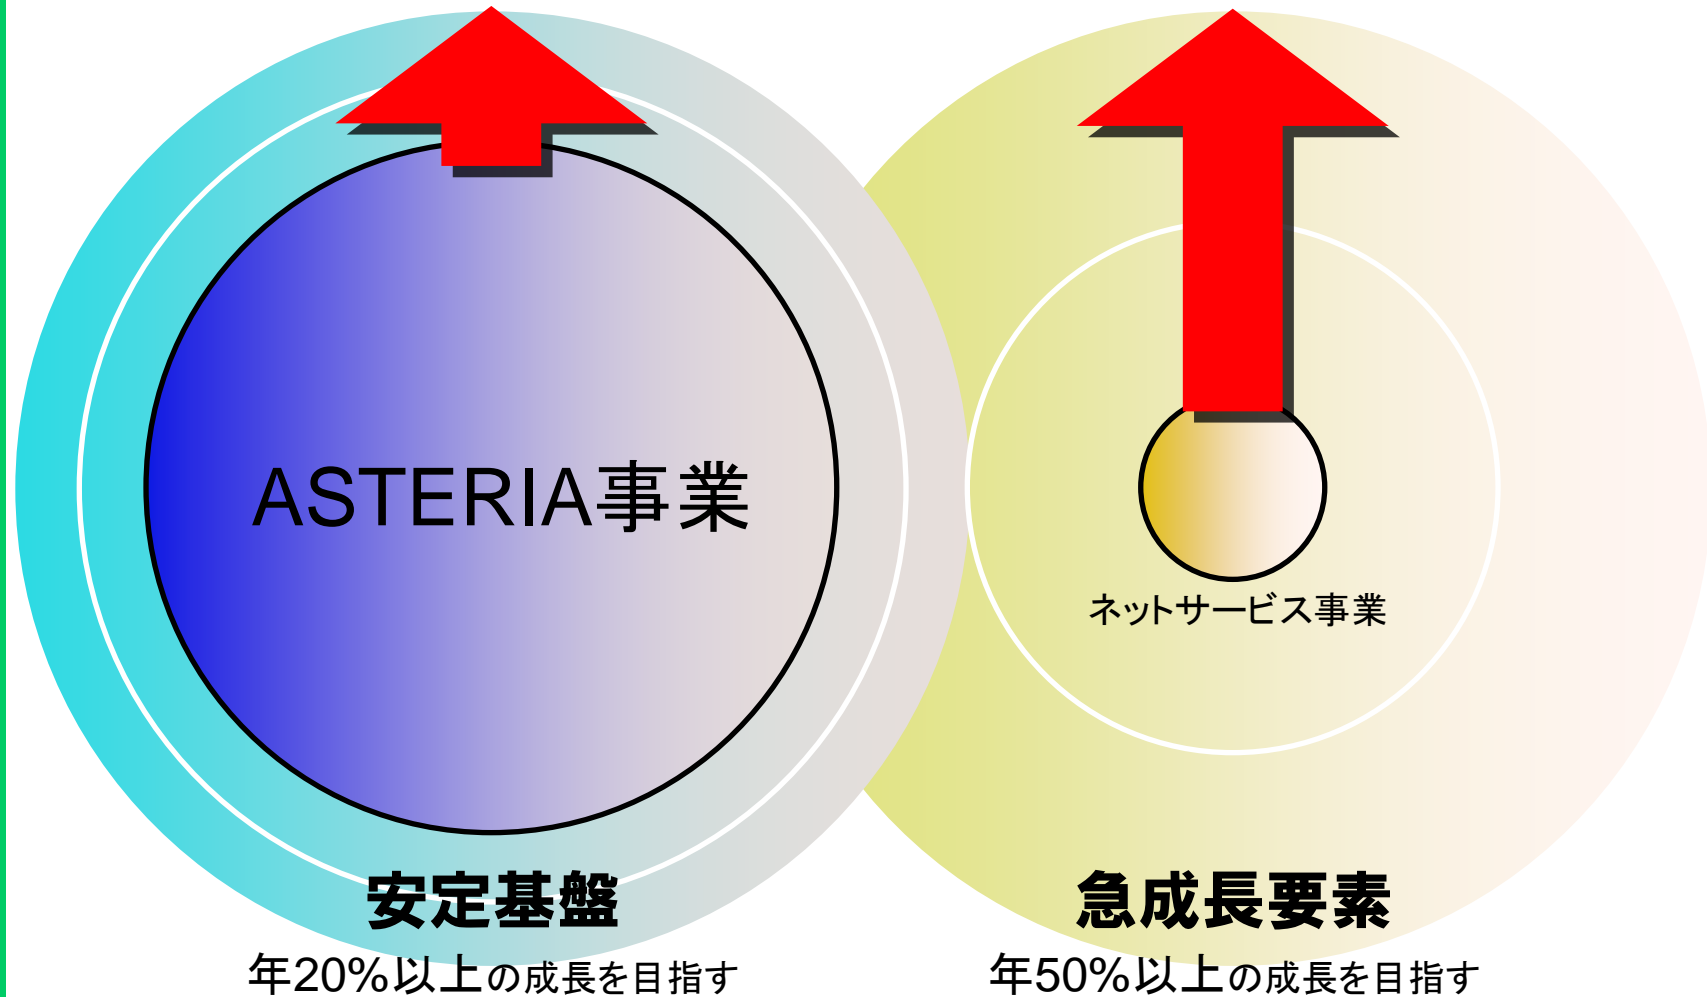 ASTERIA事業
ネットサービス事業
安定基盤
年20%以上の成長を目指す
急成長要素
年50%以上の成長を目指す